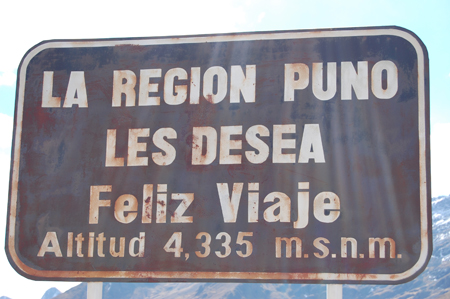 LA REGION PUNO
LES DESEA
Feliz Viaje
Altitud 4,335 m.s.n.m.